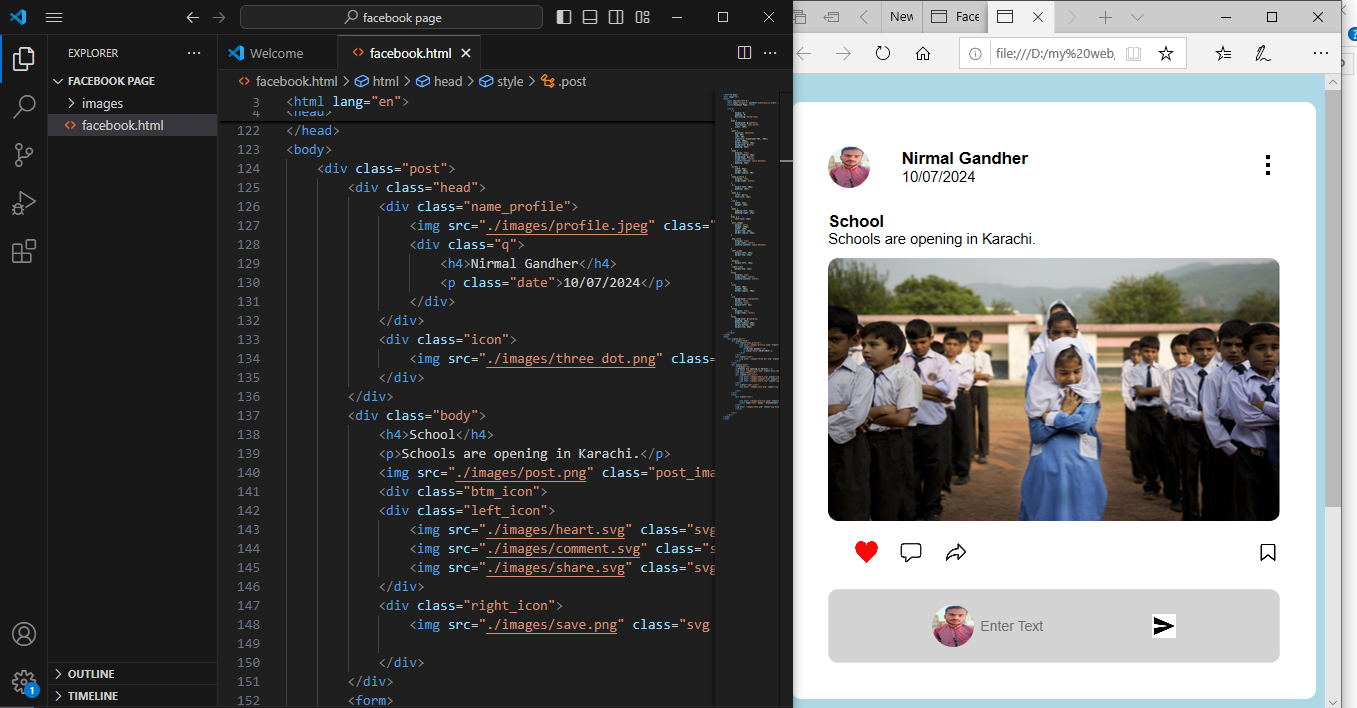 facebook page
EXPLORER
FACEBOOK PAGE
images
facebook.html
OUTLINE
TIMELINE
1
Welcome
facebook.html
facebook.html > html > head > style > .post
3 <html lang="en">
4 <head>
122 </head>
123 <body>
124 <div class="post">
125 <div class="head">
126 <div class="name_profile">
127 <img src="./images/profile.jpeg" class="
128 <div class="q">
129 <h4>Nirmal Gandher</h4>
130 <p class="date">10/07/2024</p>
131 </div>
132 </div>
133 <div class="icon">
134 <img src="./images/three dot.png" class=
135 </div>
136 </div>
137 <div class="body">
138 <h4>School</h4>
139 <p>Schools are opening in Karachi.</p>
140 <img src="./images/post.png" class="post_ima
141 <div class="btm_icon">
142 <div class="left_icon">
143 <img src="./images/heart.svg" class="svg
144 <img src="./images/comment.svg" class="s
145 <img src="./images/share.svg" class="svg
146 </div>
147 <div class="right_icon">
148 <img src="./images/save.png" class="svg
149
150 </div>
151 </div>
152 <form>
New
Face
file:///D:/my%20web,
Nirmal Gandher
10/07/2024
School
Schools are opening in Karachi.
Enter Text